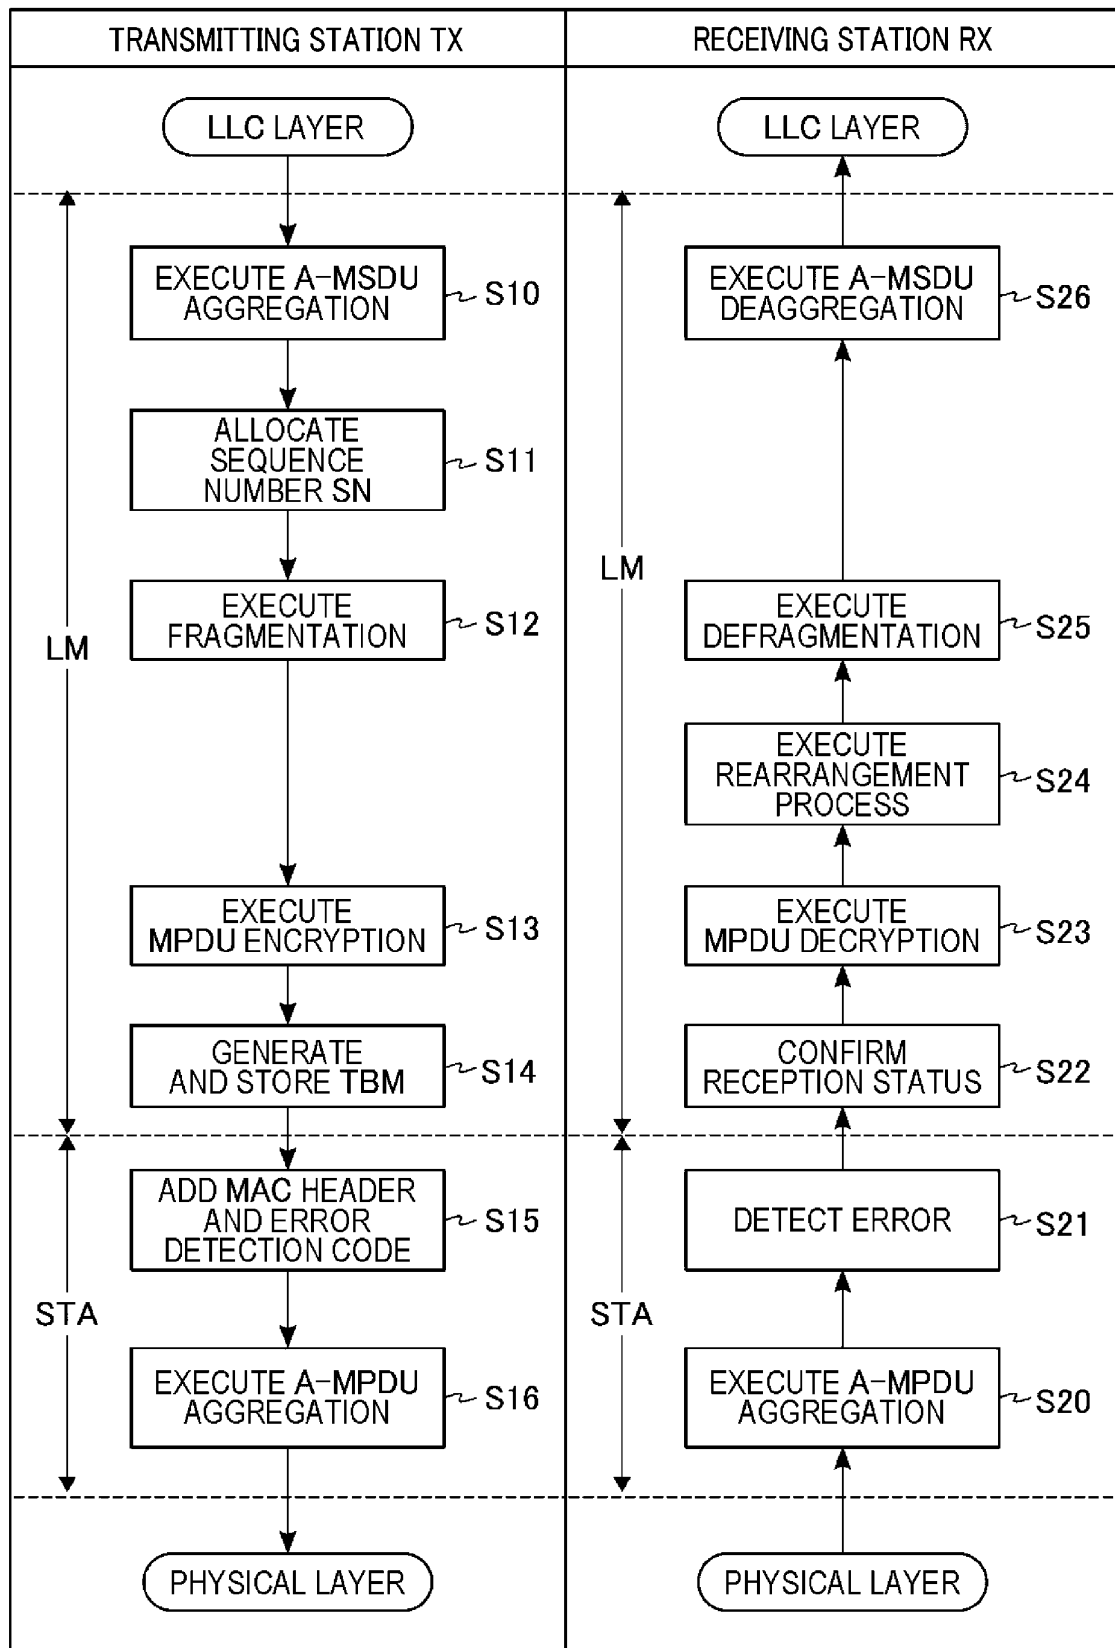 TRANSMITTING STATION TX
LLC LAYER
LM
EXECUTE A-MSDU
AGGREGATION
S10
ALLOCATE
SEQUENCE
NUMBER SN
S11
EXECUTE
FRAGMENTATION
S12
EXECUTE
MPDU ENCRYPTION
S13
GENERATE
AND STORE TBM
S14
STA
ADD MAC HEADER
AND ERROR
DETECTION CODE
S15
EXECUTE A-MPDU
AGGREGATION
S16
PHYSICAL LAYER
RECEIVING STATION RX
LLC LAYER
LM
EXECUTE A-MSDU
DEAGGREGATION
S26
EXECUTE
DEFRAGMENTATION
S25
EXECUTE
REARRANGEMENT
PROCESS
S24
EXECUTE
MPDU DECRYPTION
S23
CONFIRM
RECEPTION STATUS
S22
STA
DETECT ERROR
S21
EXECUTE A-MPDU
AGGREGATION
S20
PHYSICAL LAYER